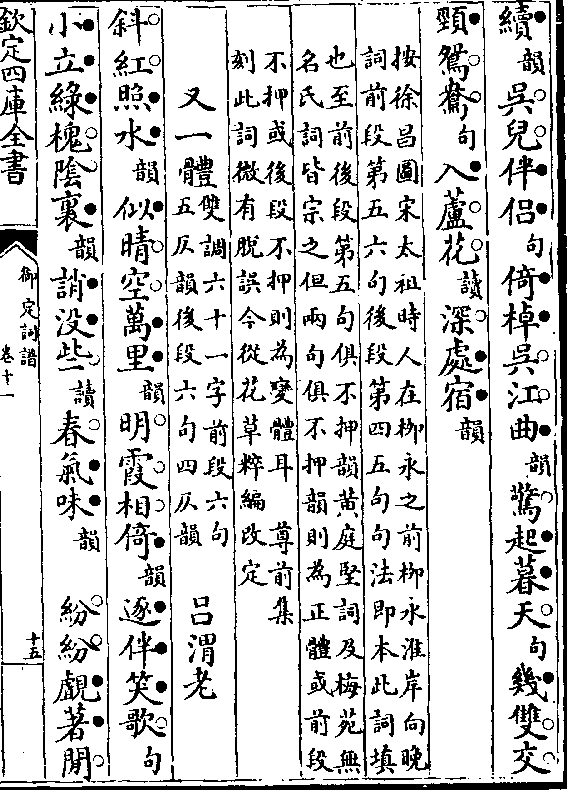 續韻吳兒伴侣句倚棹吳江曲韻驚起暮天句幾雙交
頸鴛鴦句入蘆花讀深處宿韻
按徐昌圖宋太祖時人在柳永之前柳永淮岸向晚
詞前段第五六句後段第四五句句法即本此詞填
也至前後段第五句俱不押韻黄庭堅詞及梅苑無
名氏詞皆宗之但兩句俱不押韻則為正體或前段
不押或後段不押則為變體耳 尊前集
刻此詞微有脱誤今從花草粹編改定
又一體雙調六十一字前段六句
五仄韻後段六句四仄韻 吕渭老
斜紅照水韻似晴空萬里韻明霞相倚韻逐伴笑歌句
小立綠槐陰裏韻誚没些讀春氣味韻 紛紛覷著閒
欽定四庫全書
御定詞譜
卷十一
十五